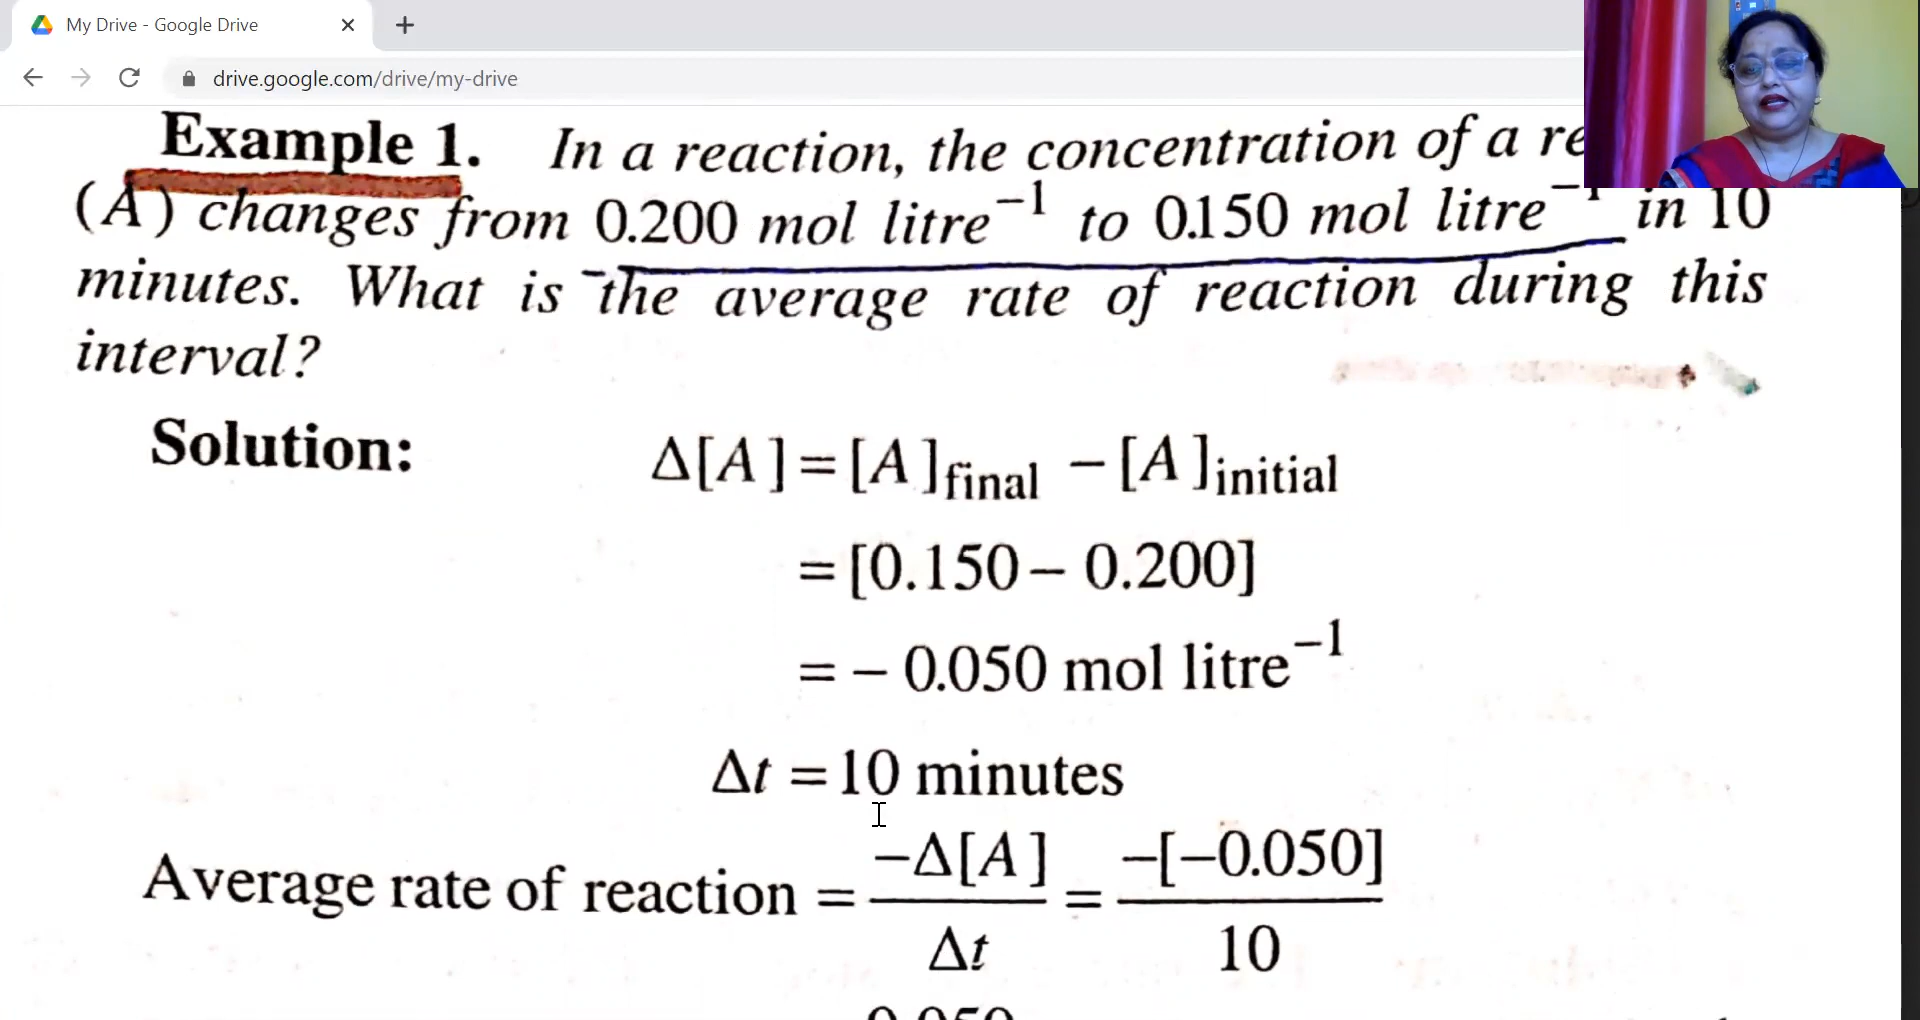 My Drive - Google Drive
drive.google.com/drive/my-drive
Example 1. In a reaction, the concentration of a
(A) changes from 0.200 mol litre⁻¹ to 0.150 mol litre⁻¹ in 10
minutes. What is the average rate of reaction during this
interval?
Solution: Δ[A] = [A]final − [A]initial
= [0.150 − 0.200]
= − 0.050 mol litre⁻¹
Δt = 10 minutes
Average rate of reaction = −Δ[A] / Δt = −[−0.050] / 10